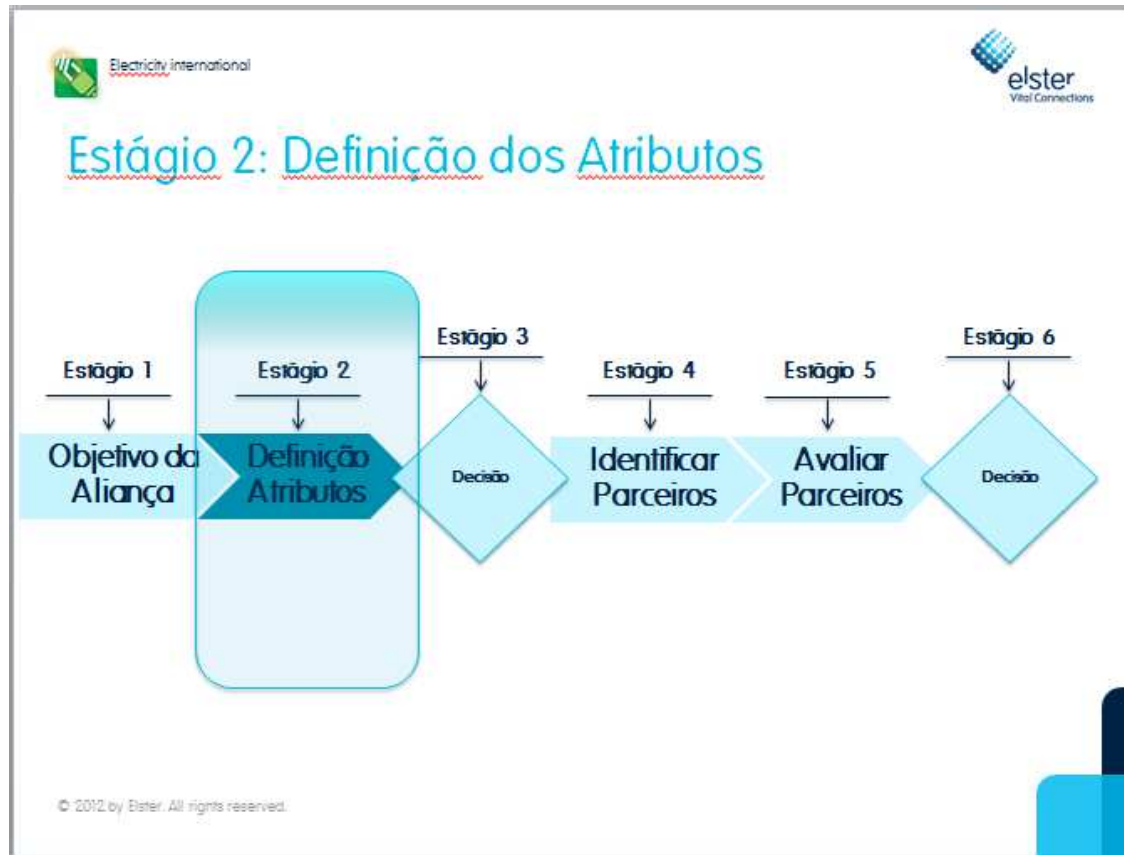 Electricity international
elster
Vital Connections
Estágio 2: Definição dos Atributos
Estágio 1
Estágio 2
Estágio 3
Estágio 4
Estágio 5
Estágio 6
Objetivo da
Aliança
Definição
Atributos
Decisão
Identificar
Parceiros
Avaliar
Parceiros
Decisão
© 2012 by Elster. All rights reserved.